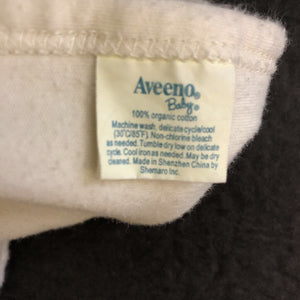 Aveeno®
Baby®
100% organic cotton
Machine wash, delicate cycle/cool
(30°C/85°F). Non-chlorine bleach
as needed. Tumble dry low on delicate
cycle. Cool iron as needed. May be dry
cleaned. Made in Shenzhen China by
Shemaro Inc.